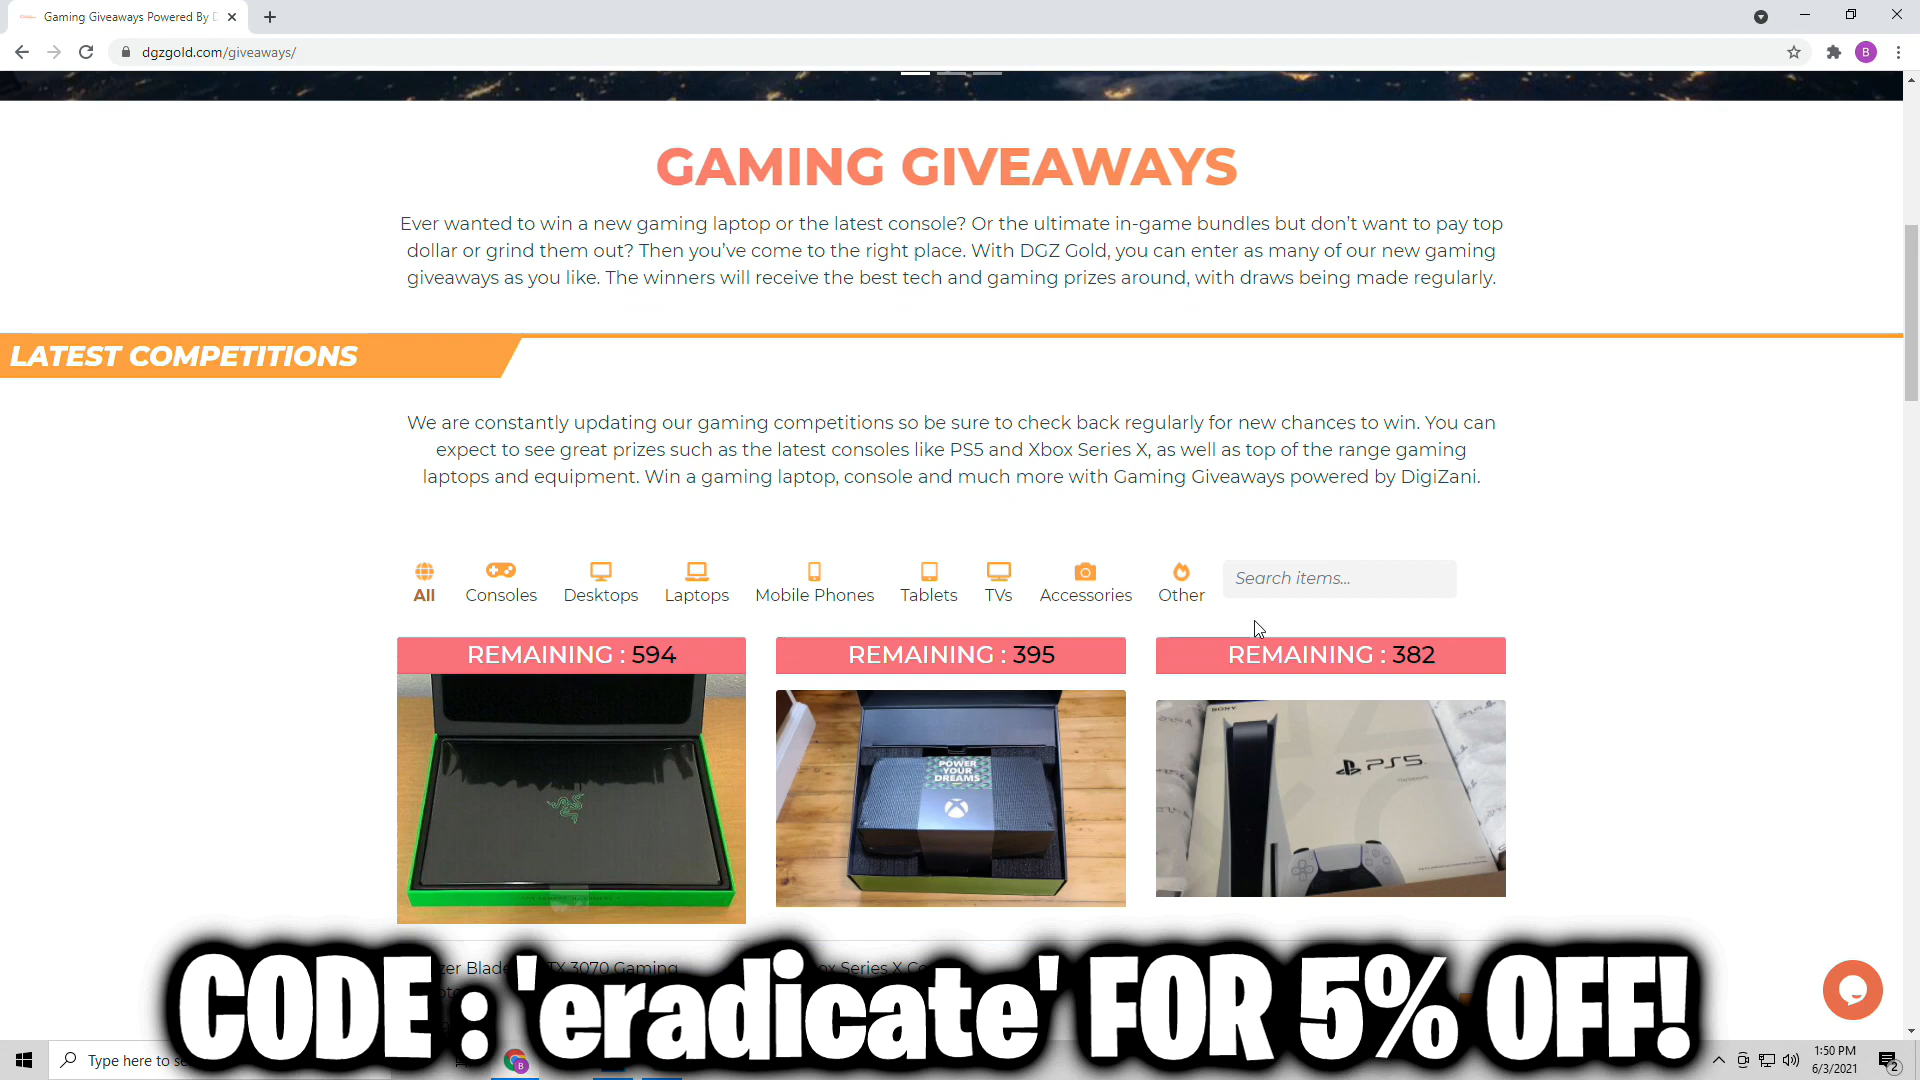 Gaming Giveaways Powered By
dgzgold.com/giveaways/
B
GAMING GIVEAWAYS
Ever wanted to win a new gaming laptop or the latest console? Or the ultimate in-game bundles but don’t want to pay top
dollar or grind them out? Then you’ve come to the right place. With DGZ Gold, you can enter as many of our new gaming
giveaways as you like. The winners will receive the best tech and gaming prizes around, with draws being made regularly.
LATEST COMPETITIONS
We are constantly updating our gaming competitions so be sure to check back regularly for new chances to win. You can
expect to see great prizes such as the latest consoles like PS5 and Xbox Series X, as well as top of the range gaming
laptops and equipment. Win a gaming laptop, console and much more with Gaming Giveaways powered by DigiZani.
All Consoles Desktops Laptops Mobile Phones Tablets TVs Accessories Other Search items...
REMAINING : 594 REMAINING : 395 REMAINING : 382
SONY
POWER
YOUR
DREAMS
PS5
3070 Gaming
Series X
CODE : 'eradicate' FOR 5% OFF!
Type here to
1:50 PM
6/3/2021
2